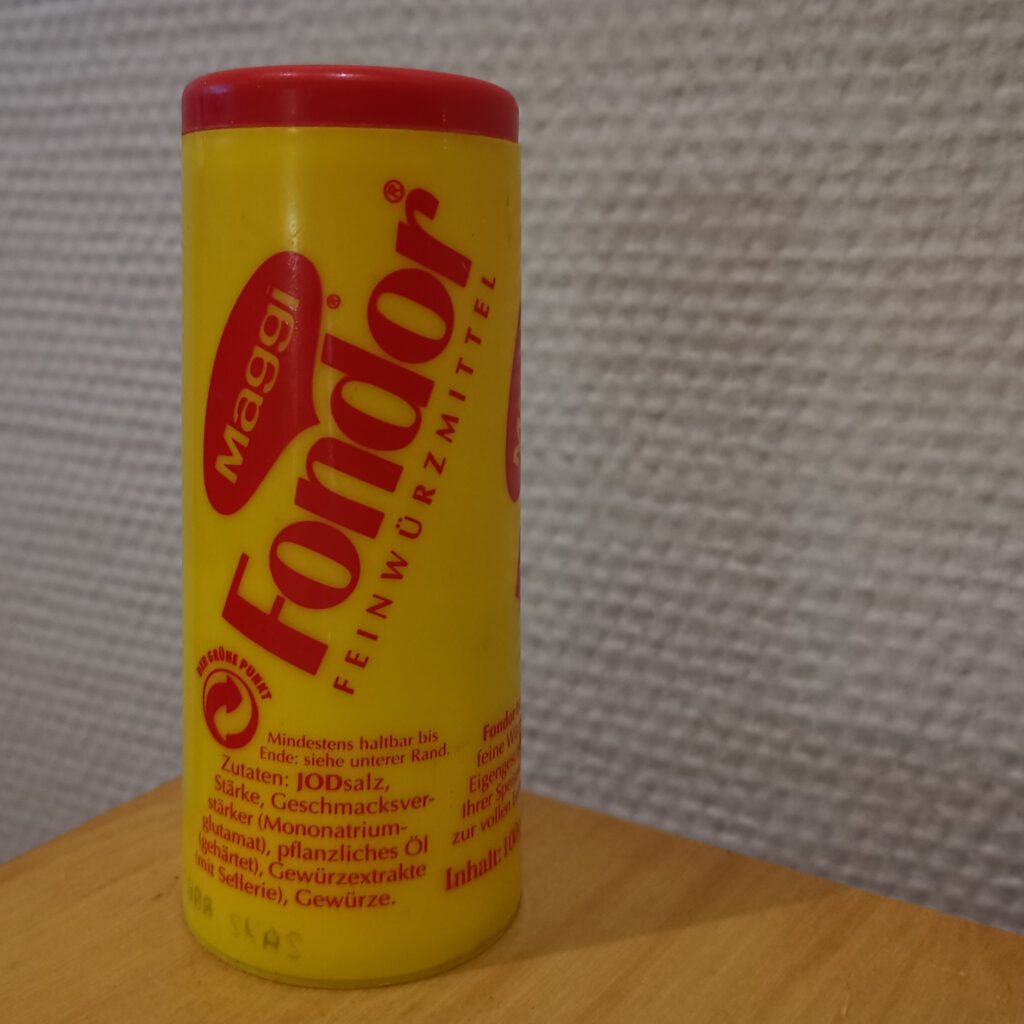 Maggi®
Fondor®
FEINWÜRZMITTEL
DER GRÜNE PUNKT
Mindestens haltbar bis
Ende: siehe unterer Rand.
Zutaten: JODsalz,
Stärke, Geschmacksver-
stärker (Mononatrium-
glutamat), pflanzliches Öl
(gehärtet), Gewürzextrakte
(mit Sellerie), Gewürze.
Fondor
feine
Ihrer
zur vollen
Inhalt: 100